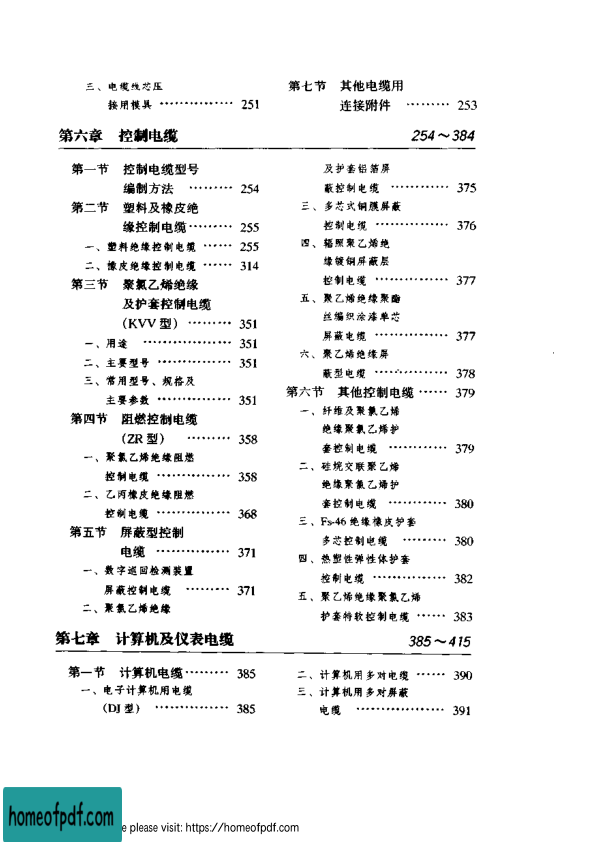 三、电缆线芯压
接用模具 …………… 251
第七节 其他电缆用
连接附件 ……… 253
第六章 控制电缆 254～384
第一节 控制电缆型号
编制方法 ……… 254
第二节 塑料及橡皮绝
缘控制电缆 ……… 255
一、塑料绝缘控制电缆 …… 255
二、橡皮绝缘控制电缆 …… 314
第三节 聚氯乙烯绝缘
及护套控制电缆
(KVV 型) ……… 351
一、用途 ……………… 351
二、主要型号 …………… 351
三、常用型号、规格及
主要参数 …………… 351
第四节 阻燃控制电缆
(ZR 型) ……… 358
一、聚氯乙烯绝缘阻燃
控制电缆 …………… 358
二、乙丙橡皮绝缘阻燃
控制电缆 …………… 368
第五节 屏蔽型控制
电缆 …………… 371
一、数字巡回检测装置
屏蔽控制电缆 ……… 371
二、聚氯乙烯绝缘
及护套铝箔屏
蔽控制电缆 ………… 375
三、多芯式铜膜屏蔽
控制电缆 …………… 376
四、辐照聚乙烯绝
缘镀铜屏蔽层
控制电缆 …………… 377
五、聚乙烯绝缘聚酯
丝编织涂漆单芯
屏蔽电缆 …………… 377
六、聚乙烯绝缘屏
蔽型电缆 …………… 378
第六节 其他控制电缆 …… 379
一、纤维及聚氯乙烯
绝缘聚氯乙烯护
套控制电缆 ………… 379
二、硅烷交联聚乙烯
绝缘聚氯乙烯护
套控制电缆 ………… 380
三、Fs-46 绝缘橡皮护套
多芯控制电缆 ……… 380
四、热塑性弹性体护套
控制电缆 …………… 382
五、聚乙烯绝缘聚氯乙烯
护套特软控制电缆 …… 383
第七章 计算机及仪表电缆 385～415
第一节 计算机电缆 ……… 385
一、电子计算机用电缆
(DJ 型) …………… 385
二、计算机用多对电缆 …… 390
三、计算机用多对屏蔽
电缆 ……………… 391
homeofpdf.com
e please visit: https://homeofpdf.com